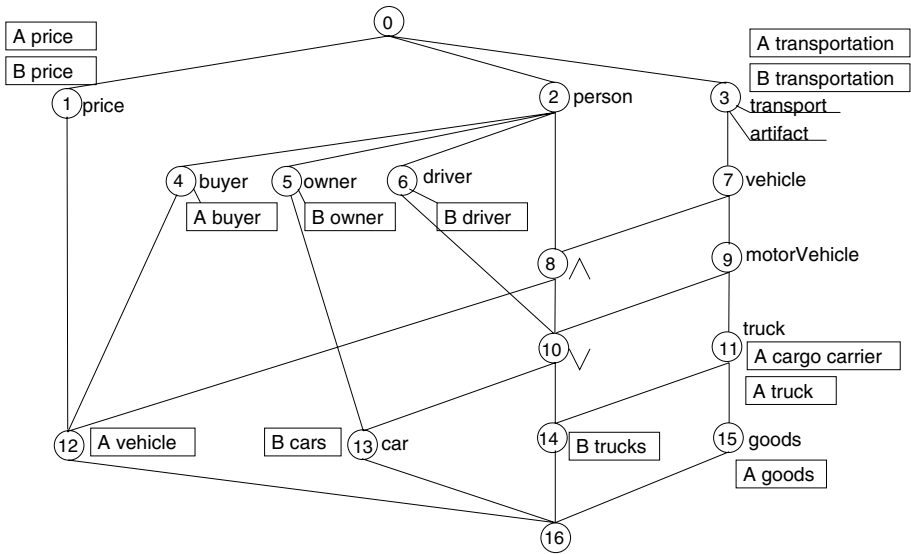 0
A price
A transportation
B price
B transportation
1 price
2 person
3
transport
artifact
4 buyer
5 owner
6 driver
7 vehicle
A buyer
B owner
B driver
8 ∧
9 motorVehicle
truck
10 ∨
11 A cargo carrier
A truck
12 A vehicle
B cars 13 car
14 B trucks
15 goods
A goods
16